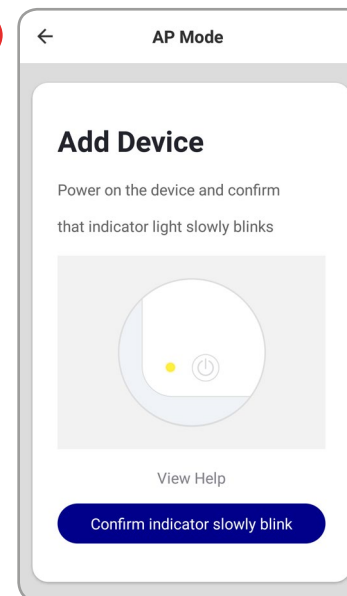 AP Mode
Add Device
Power on the device and confirm
that indicator light slowly blinks
View Help
Confirm indicator slowly blink